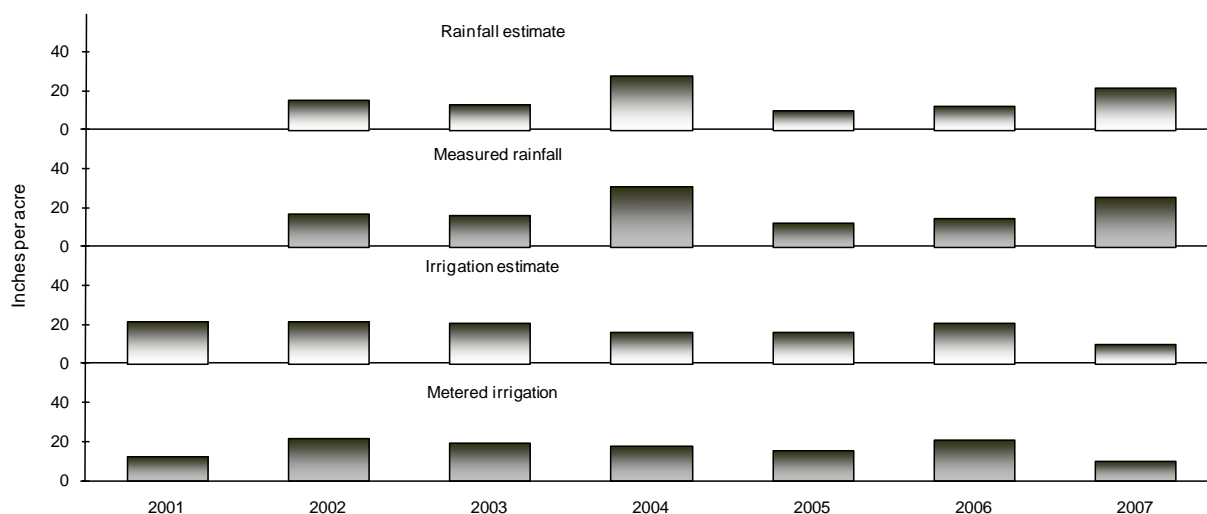 Rainfall estimate
40
20
0
Measured rainfall
40
20
0
Irrigation estimate
40
20
0
Metered irrigation
40
20
0
Inches per acre
2001 2002 2003 2004 2005 2006 2007